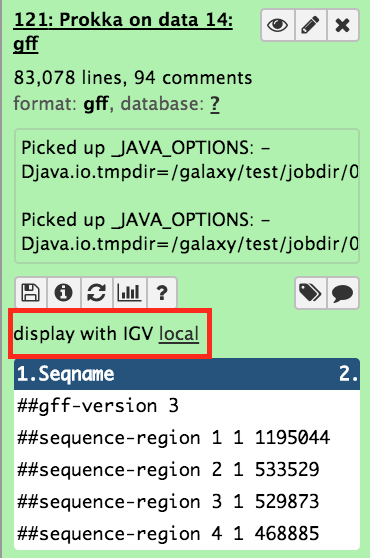 121: Prokka on data 14:
gff
83,078 lines, 94 comments
format: gff, database: ?
Picked up _JAVA_OPTIONS: -
Djava.io.tmpdir=/galaxy/test/jobdir/0
Picked up _JAVA_OPTIONS: -
Djava.io.tmpdir=/galaxy/test/jobdir/0
display with IGV local
1.Seqname 2.
##gff-version 3
##sequence-region 1 1 1195044
##sequence-region 2 1 533529
##sequence-region 3 1 529873
##sequence-region 4 1 468885